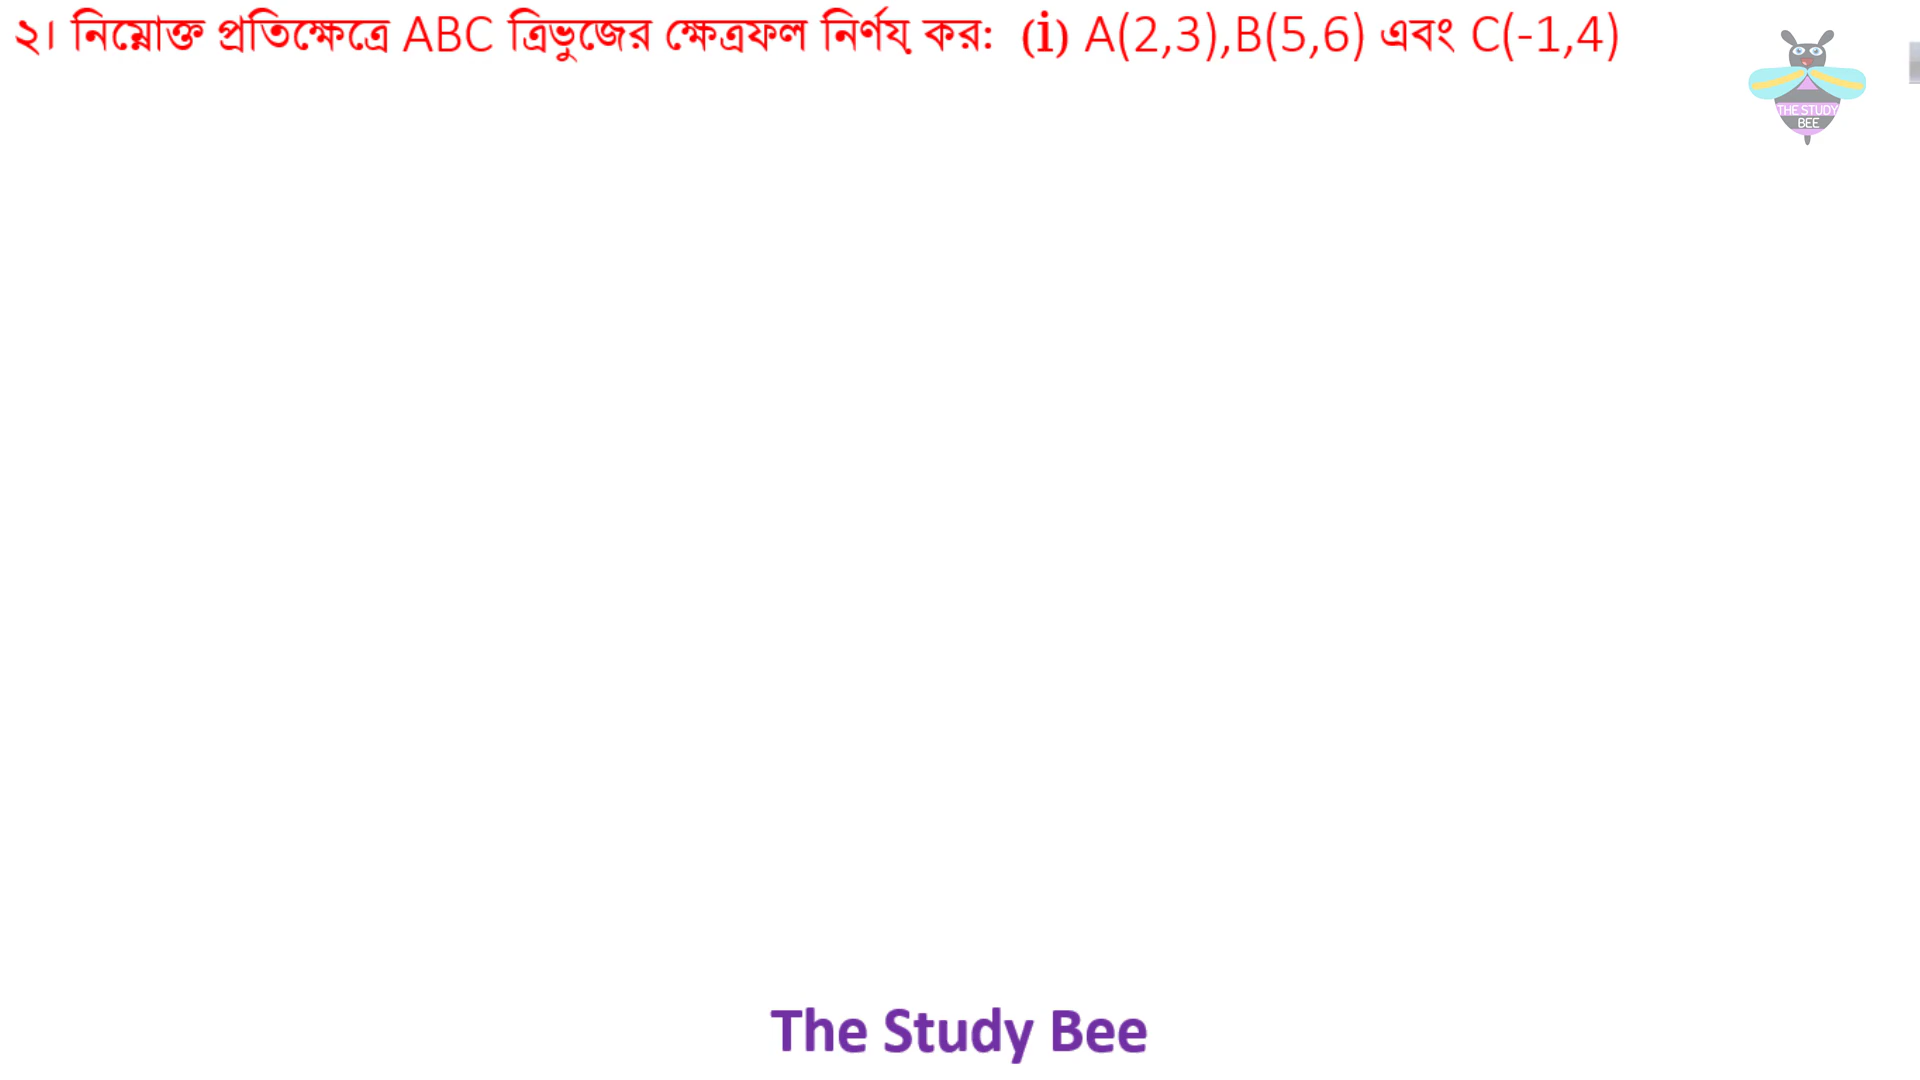 ২। নিম্নোক্ত প্রতিক্ষেত্রে ABC ত্রিভুজের ক্ষেত্রফল নির্ণয় কর:  (i) A(2,3),B(5,6) এবং C(-1,4)
THE STUDY
BEE
The Study Bee